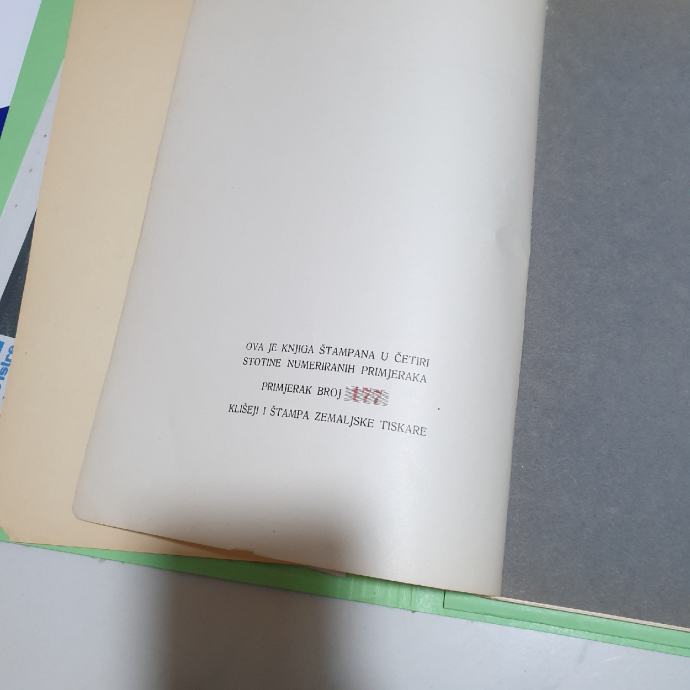 OVA JE KNJIGA ŠTAMPANA U ČETIRI
STOTINE NUMERIRANIH PRIMJERAKA
PRIMJERAK BROJ 177
KLIŠEJI I ŠTAMPA ZEMALJSKE TISKARE